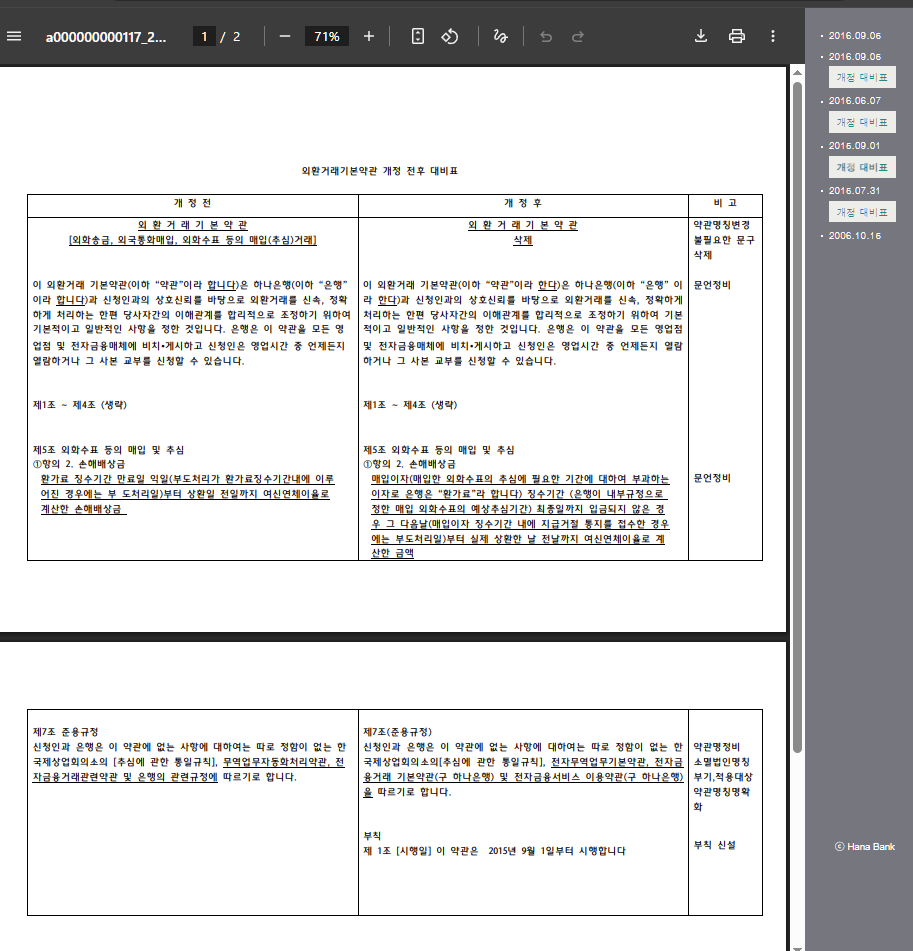 a000000000117_2...
1 / 2
71%
외환거래기본약관 개정 전후 대비표
개 정 전
개 정 후
비 고
외 환 거 래 기 본 약 관
[외화송금, 외국통화매입, 외화수표 등의 매입(추심)거래]
이 외환거래 기본약관(이하 “약관”이라 합니다)은 하나은행(이하 “은행”
이라 합니다)과 신청인과의 상호신뢰를 바탕으로 외환거래를 신속, 정확
하게 처리하는 한편 당사자간의 이해관계를 합리적으로 조정하기 위하여
기본적이고 일반적인 사항을 정한 것입니다. 은행은 이 약관을 모든 영
업점 및 전자금융매체에 비치•게시하고 신청인은 영업시간 중 언제든지
열람하거나 그 사본 교부를 신청할 수 있습니다.
제1조 ~ 제4조 (생략)
제5조 외화수표 등의 매입 및 추심
①항의 2. 손해배상금
환가료 징수기간 만료일 익일(부도처리가 환가료징수기간내에 이루
어진 경우에는 부 도처리일)부터 상환일 전일까지 여신연체이율로
계산한 손해배상금
외 환 거 래 기 본 약 관
삭제
이 외환거래 기본약관(이하 “약관”이라 한다)은 하나은행(이하 “은행” 이
라 한다)과 신청인과의 상호신뢰를 바탕으로 외환거래를 신속, 정확하게
처리하는 한편 당사자간의 이해관계를 합리적으로 조정하기 위하여 기본
적이고 일반적인 사항을 정한 것입니다. 은행은 이 약관을 모든 영업점
및 전자금융매체에 비치•게시하고 신청인은 영업시간 중 언제든지 열람
하거나 그 사본 교부를 신청할 수 있습니다.
제1조 ~ 제4조 (생략)
제5조 외화수표 등의 매입 및 추심
①항의 2. 손해배상금
매입이자(매입한 외화수표의 추심에 필요한 기간에 대하여 부과하는
이자로 은행은 “환가료”라 합니다) 징수기간 (은행이 내부규정으로
정한 매입 외화수표의 예상추심기간) 최종일까지 입금되지 않은 경
우 그 다음날(매입이자 징수기간 내에 지급거절 통지를 접수한 경우
에는 부도처리일)부터 실제 상환한 날 전날까지 여신연체이율로 계
산한 금액
약관명칭변경
불필요한 문구
삭제
문언정비
문언정비
제7조 준용규정
신청인과 은행은 이 약관에 없는 사항에 대하여는 따로 정함이 없는 한
국제상업회의소의 [추심에 관한 통일규칙], 무역업무자동화처리약관, 전
자금융거래관련약관 및 은행의 관련규정에 따르기로 합니다.
제7조(준용규정)
신청인과 은행은 이 약관에 없는 사항에 대하여는 따로 정함이 없는 한
국제상업회의소의[추심에 관한 통일규칙], 전자무역업무기본약관, 전자금
융거래 기본약관(구 하나은행) 및 전자금융서비스 이용약관(구 하나은행)
을 따르기로 합니다.
부칙
제 1조 [시행일] 이 약관은 2015년 9월 1일부터 시행합니다
약관명정비
소멸법인명칭
부기,적용대상
약관명칭명확
화
부칙 신설
2016.09.06
2016.09.06
개정 대비표
2016.06.07
개정 대비표
2016.09.01
개정 대비표
2016.07.31
개정 대비표
2006.10.16
ⓒ Hana Bank